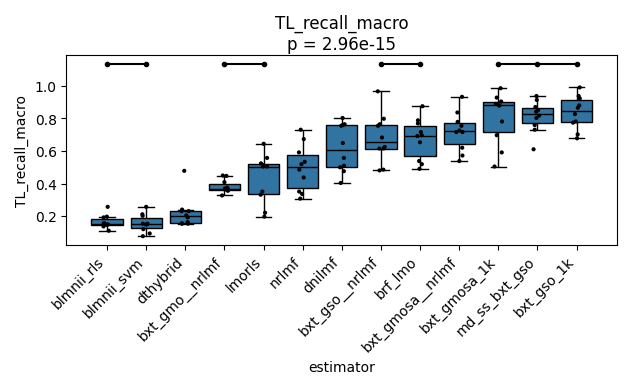 TL_recall_macro
p = 2.96e-15
TL_recall_macro
1.0
0.8
0.6
0.4
0.2
blmnii_rls
blmnii_svm
dthybrid
bxt_gmo__nrlmf
lmorls
nrlmf
dnilmf
bxt_gso__nrlmf
brf_lmo
bxt_gmosa__nrlmf
bxt_gmosa_1k
md_ss_bxt_gso
bxt_gso_1k
estimator